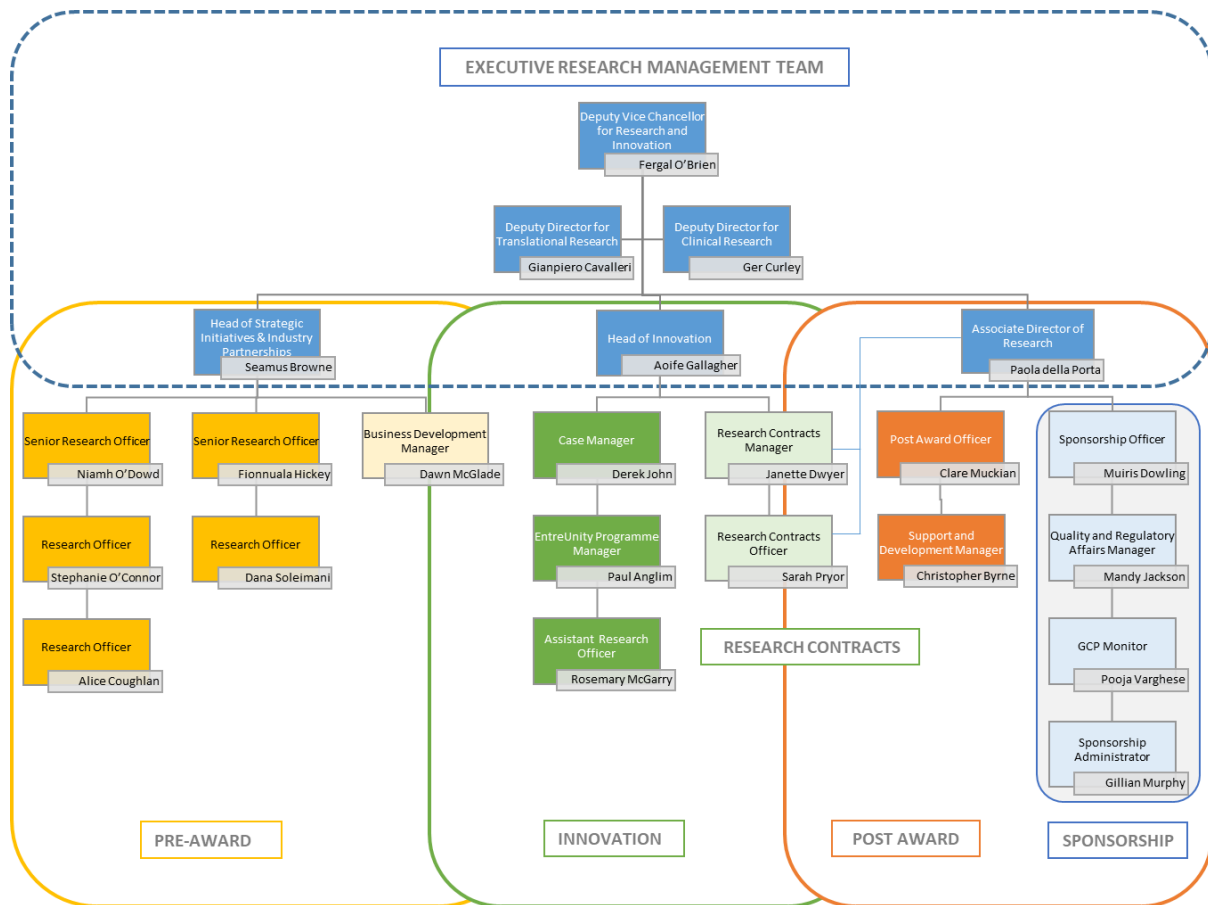 EXECUTIVE RESEARCH MANAGEMENT TEAM
Deputy Vice Chancellor
for Research and
Innovation
Fergal O'Brien
Deputy Director for
Translational Research
Gianpiero Cavalleri
Deputy Director for
Clinical Research
Ger Curley
Head of Strategic
Initiatives & Industry
Partnerships
Seamus Browne
Head of Innovation
Aoife Gallagher
Associate Director of
Research
Paola della Porta
Senior Research Officer
Niamh O'Dowd
Senior Research Officer
Fionnuala Hickey
Business Development
Manager
Dawn McGlade
Case Manager
Derek John
Research Contracts
Manager
Janette Dwyer
Post Award Officer
Clare Muckian
Sponsorship Officer
Muiris Dowling
Research Officer
Stephanie O'Connor
Research Officer
Dana Soleimani
EntreUnity Programme
Manager
Paul Anglim
Research Contracts
Officer
Sarah Pryor
Support and
Development Manager
Christopher Byrne
Quality and Regulatory
Affairs Manager
Mandy Jackson
Research Officer
Alice Coughlan
Assistant Research
Officer
Rosemary McGarry
RESEARCH CONTRACTS
GCP Monitor
Pooja Varghese
Sponsorship
Administrator
Gillian Murphy
PRE-AWARD
INNOVATION
POST AWARD
SPONSORSHIP